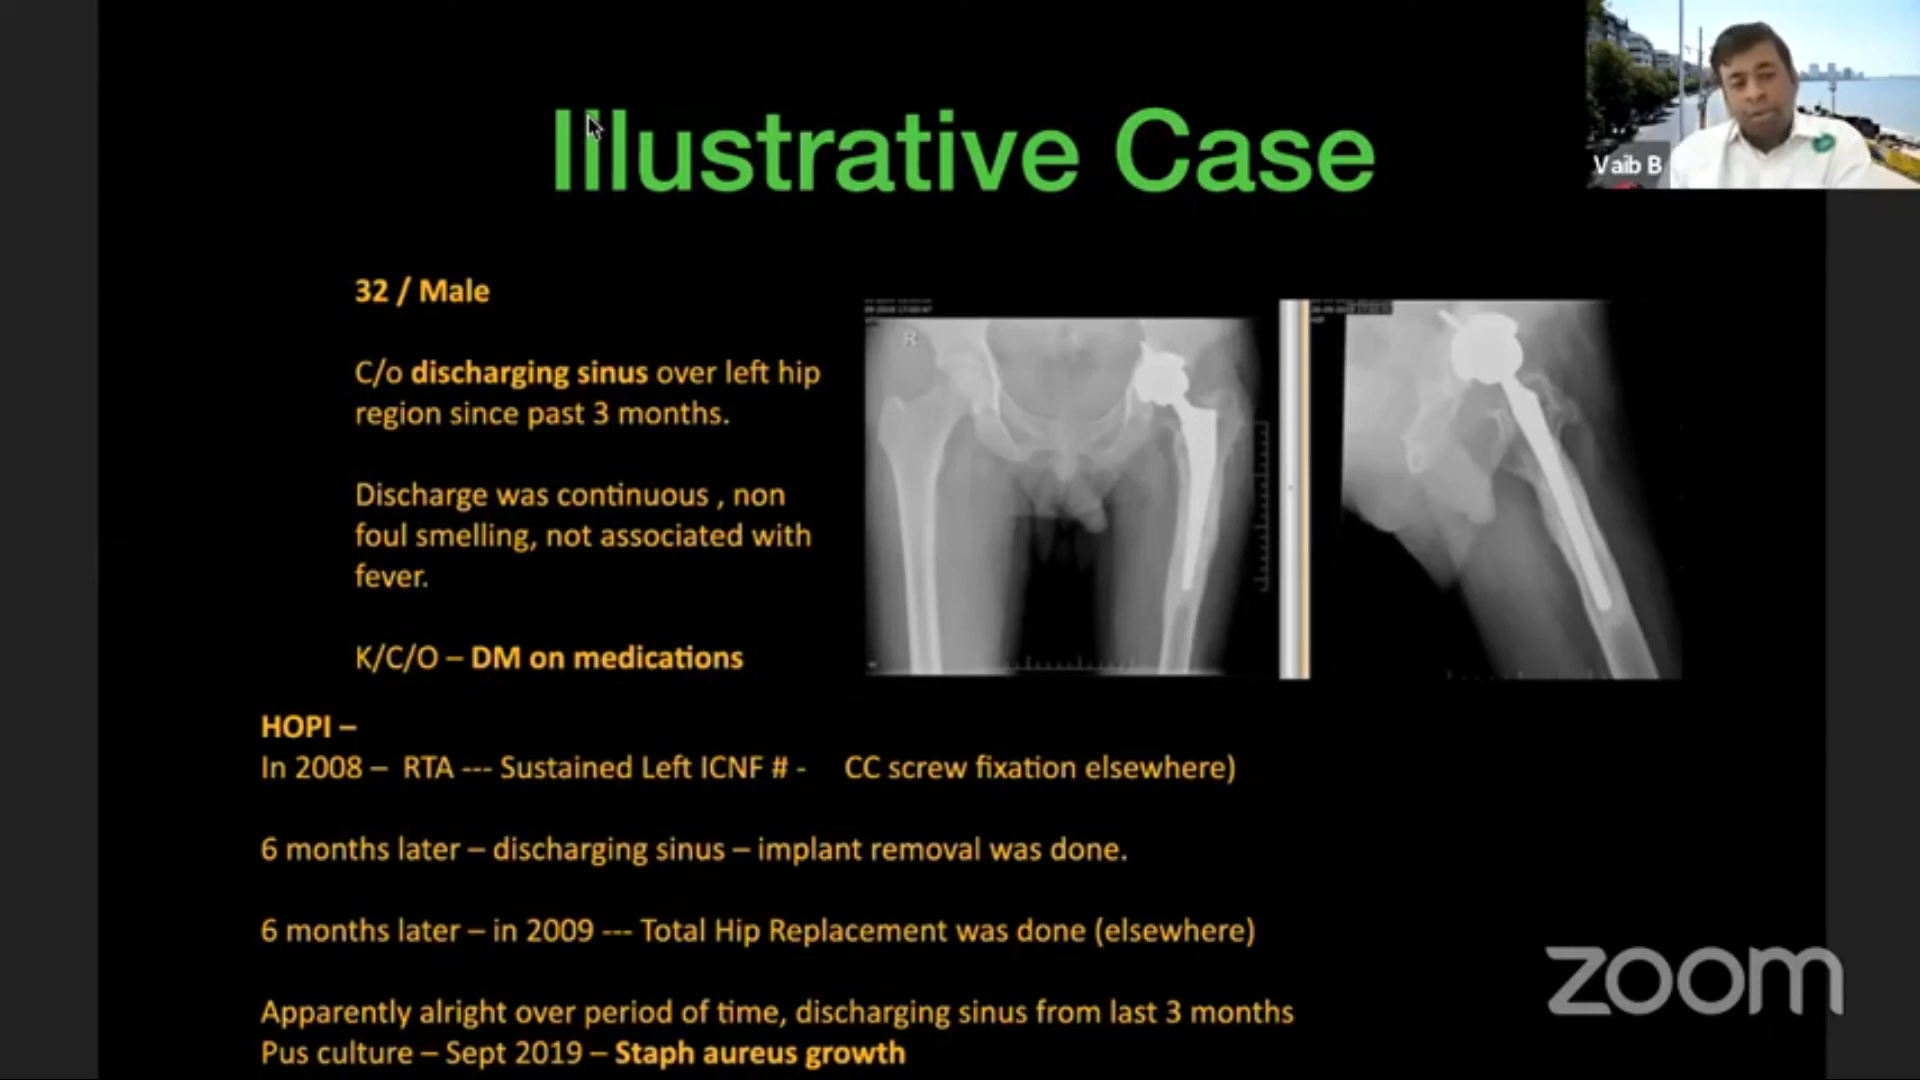 Illustrative Case
Vaib B
32 / Male
C/o discharging sinus over left hip
region since past 3 months.
Discharge was continuous , non
foul smelling, not associated with
fever.
K/C/O – DM on medications
R
HOPI –
In 2008 – RTA --- Sustained Left ICNF # - CC screw fixation elsewhere)
6 months later – discharging sinus – implant removal was done.
6 months later – in 2009 --- Total Hip Replacement was done (elsewhere)
Apparently alright over period of time, discharging sinus from last 3 months
Pus culture – Sept 2019 – Staph aureus growth
zoom